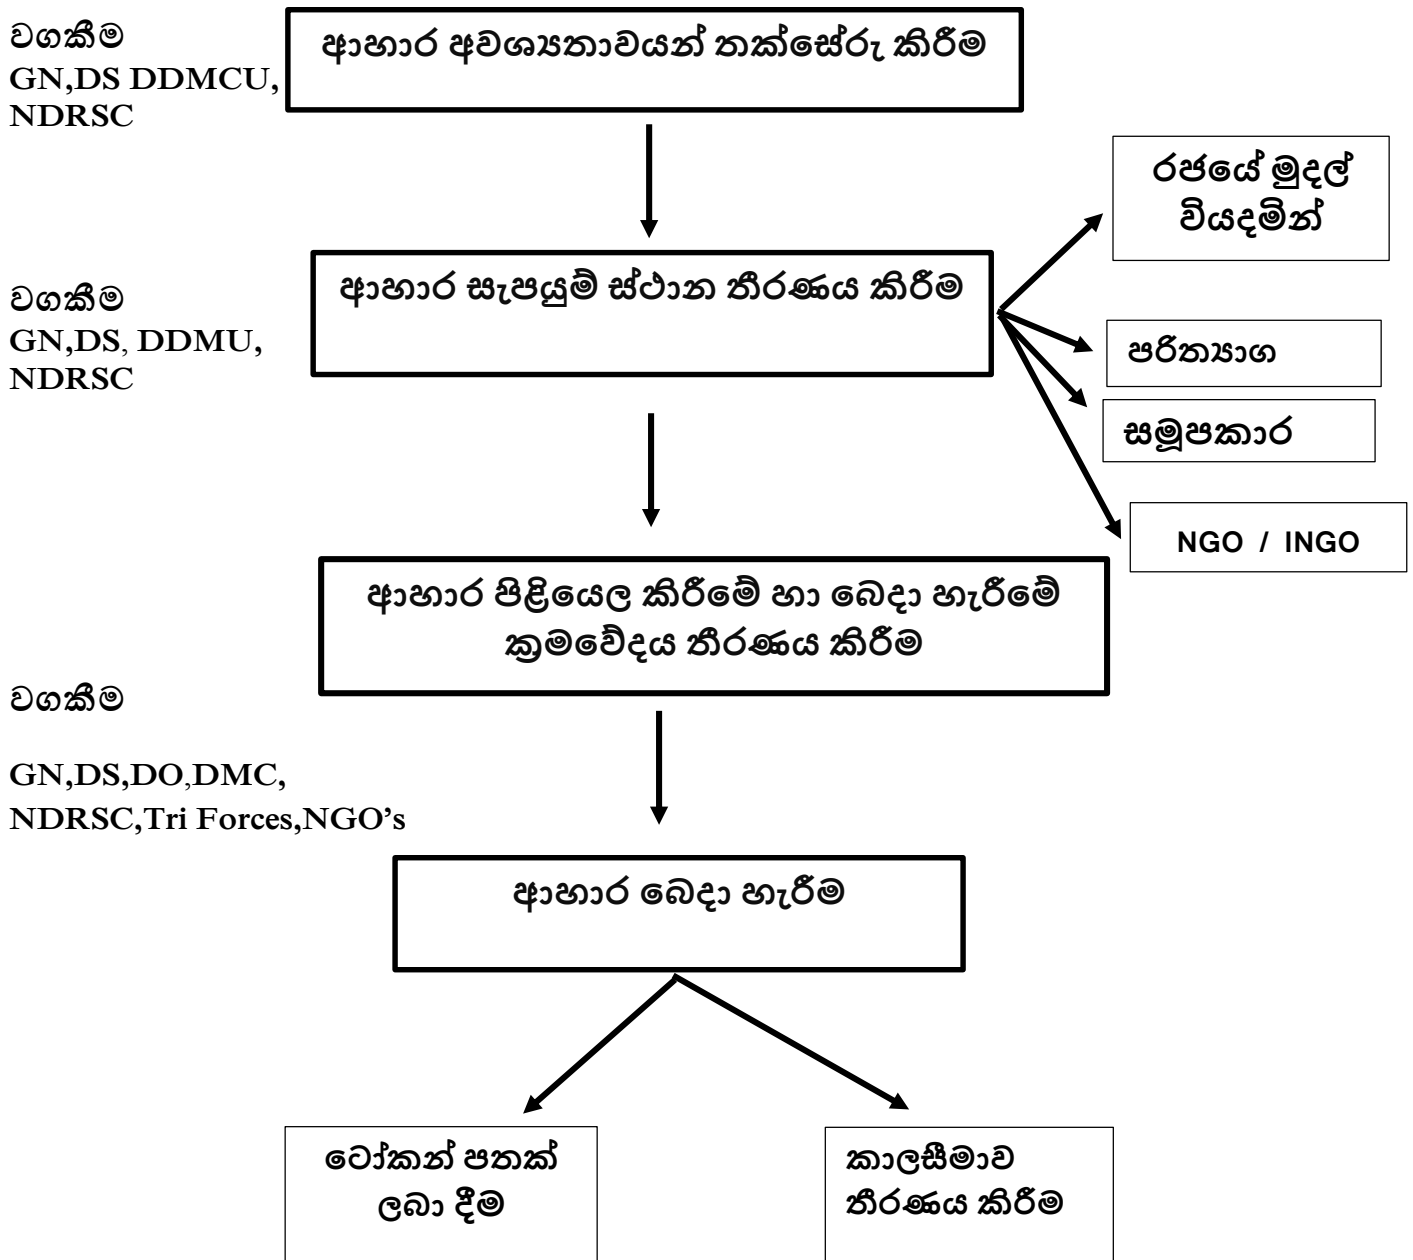 වගකීම
GN,DS DDMCU,
NDRSC
ආහාර අවශ්‍යතාවයන් තක්සේරු කිරීම
රජයේ මුදල්
වියදමින්
වගකීම
GN,DS, DDMU,
NDRSC
ආහාර සැපයුම් ස්ථාන තීරණය කිරීම
පරිත්‍යාග
සමූපකාර
NGO / INGO
ආහාර පිළියෙල කිරීමේ හා බෙදා හැරීමේ
ක්‍රමවේදය තීරණය කිරීම
වගකීම
GN,DS,DO,DMC,
NDRSC,Tri Forces,NGO’s
ආහාර බෙදා හැරීම
ටෝකන් පතක්
ලබා දීම
කාලසීමාව
තීරණය කිරීම